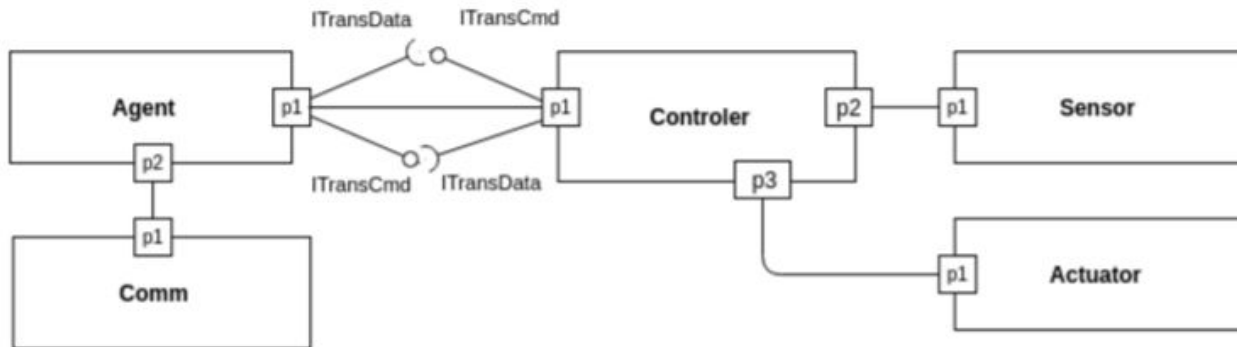 ITransData ITransCmd
Agent p1 p1 Controler p2 p1 Sensor
p2 ITransCmd ITransData p3
p1
Comm p1 Actuator